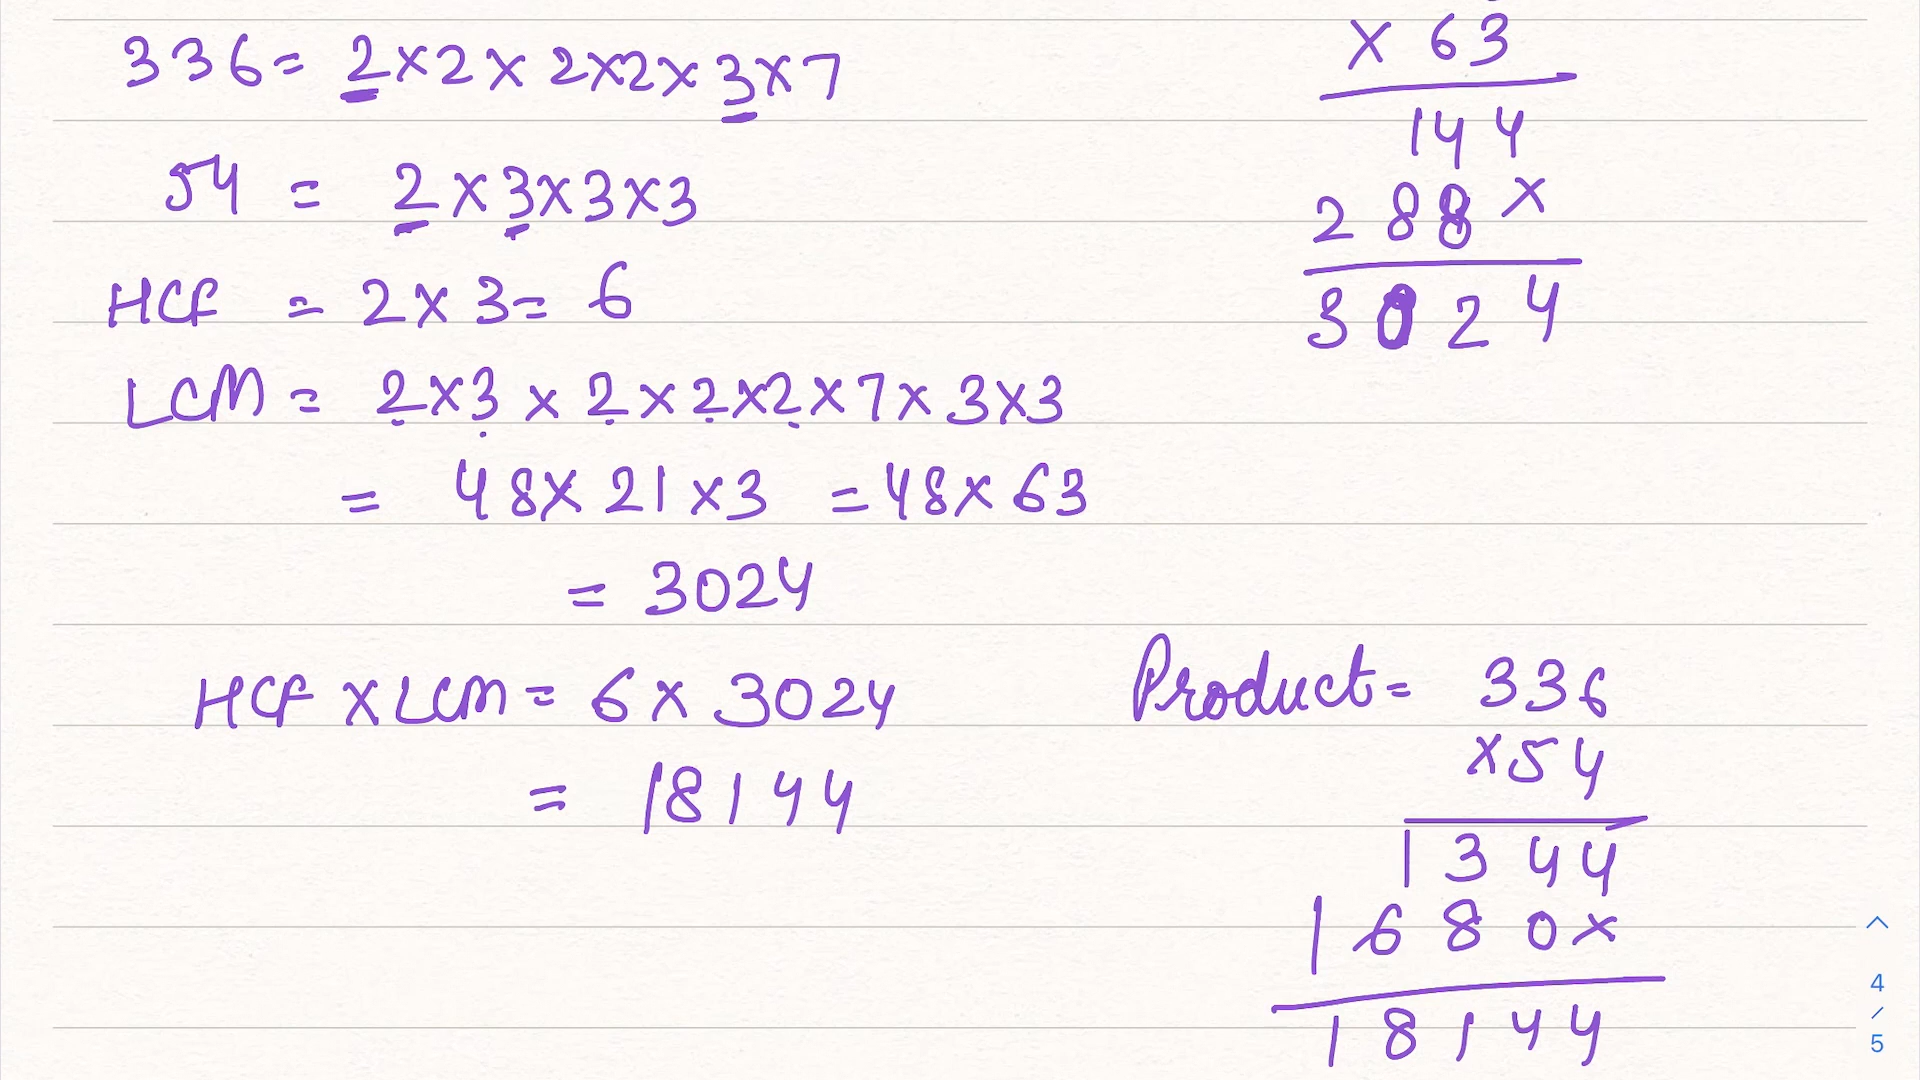 336 = 2×2×2×2×3×7
54 = 2×3×3×3
HCF = 2×3 = 6
LCM = 2×3×2×2×2×7×3×3
= 48×21×3 = 48×63
= 3024
HCF × LCM = 6 × 3024
= 18144
× 63
144
288×
3024
Product = 336
×54
1344
1680×
18144
4
/
5